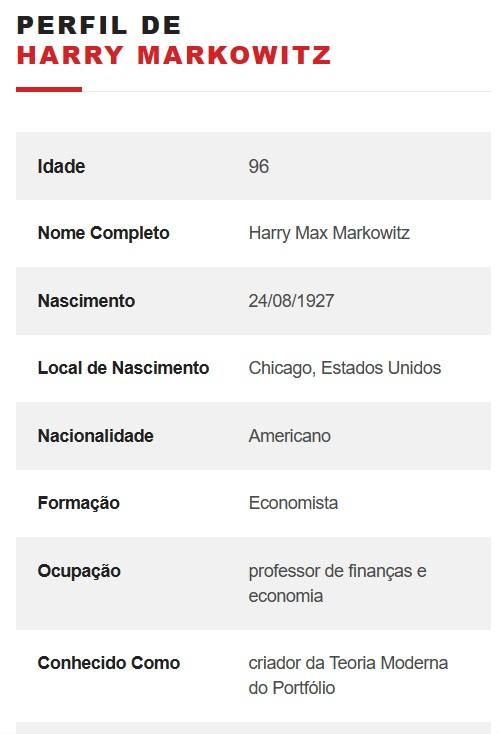 PERFIL DE
HARRY MARKOWITZ
Idade 96
Nome Completo Harry Max Markowitz
Nascimento 24/08/1927
Local de Nascimento Chicago, Estados Unidos
Nacionalidade Americano
Formação Economista
Ocupação professor de finanças e
economia
Conhecido Como criador da Teoria Moderna
do Portfólio